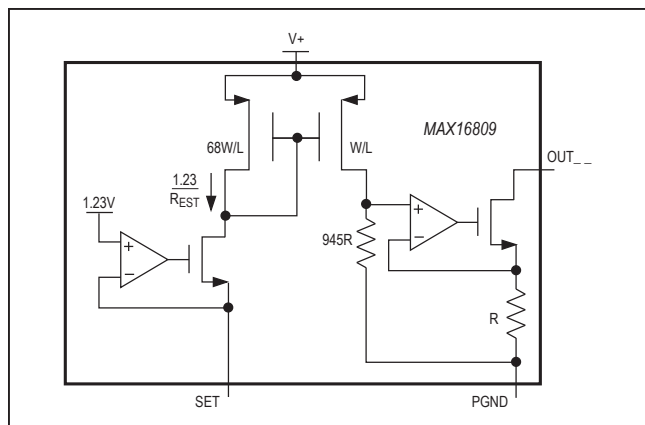 V+
MAX16809
68W/L
W/L
OUT_ _
1.23
R_EST
1.23V
+
−
945R
+
−
R
SET
PGND